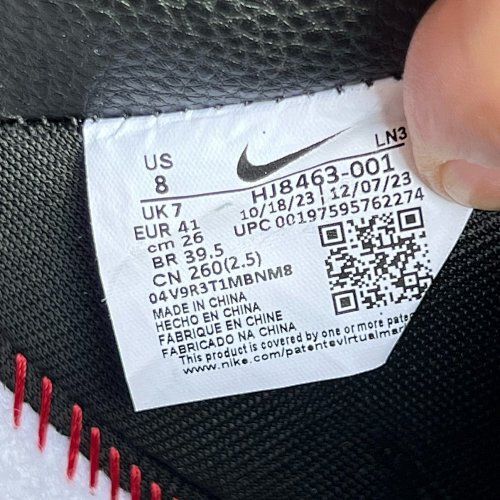 LN3
US
8
HJ8463-001
10/18/23 | 12/07/23
UPC 00197595762274
UK 7
EUR 41
cm 26
BR 39.5
CN 260(2.5)
04V9R3T1MBNM8
MADE IN CHINA
HECHO EN CHINA
FABRIQUE EN CHINE
FABRICADO NA CHINA
This product is covered by one or more
www.nike.com/patentevirtualmar